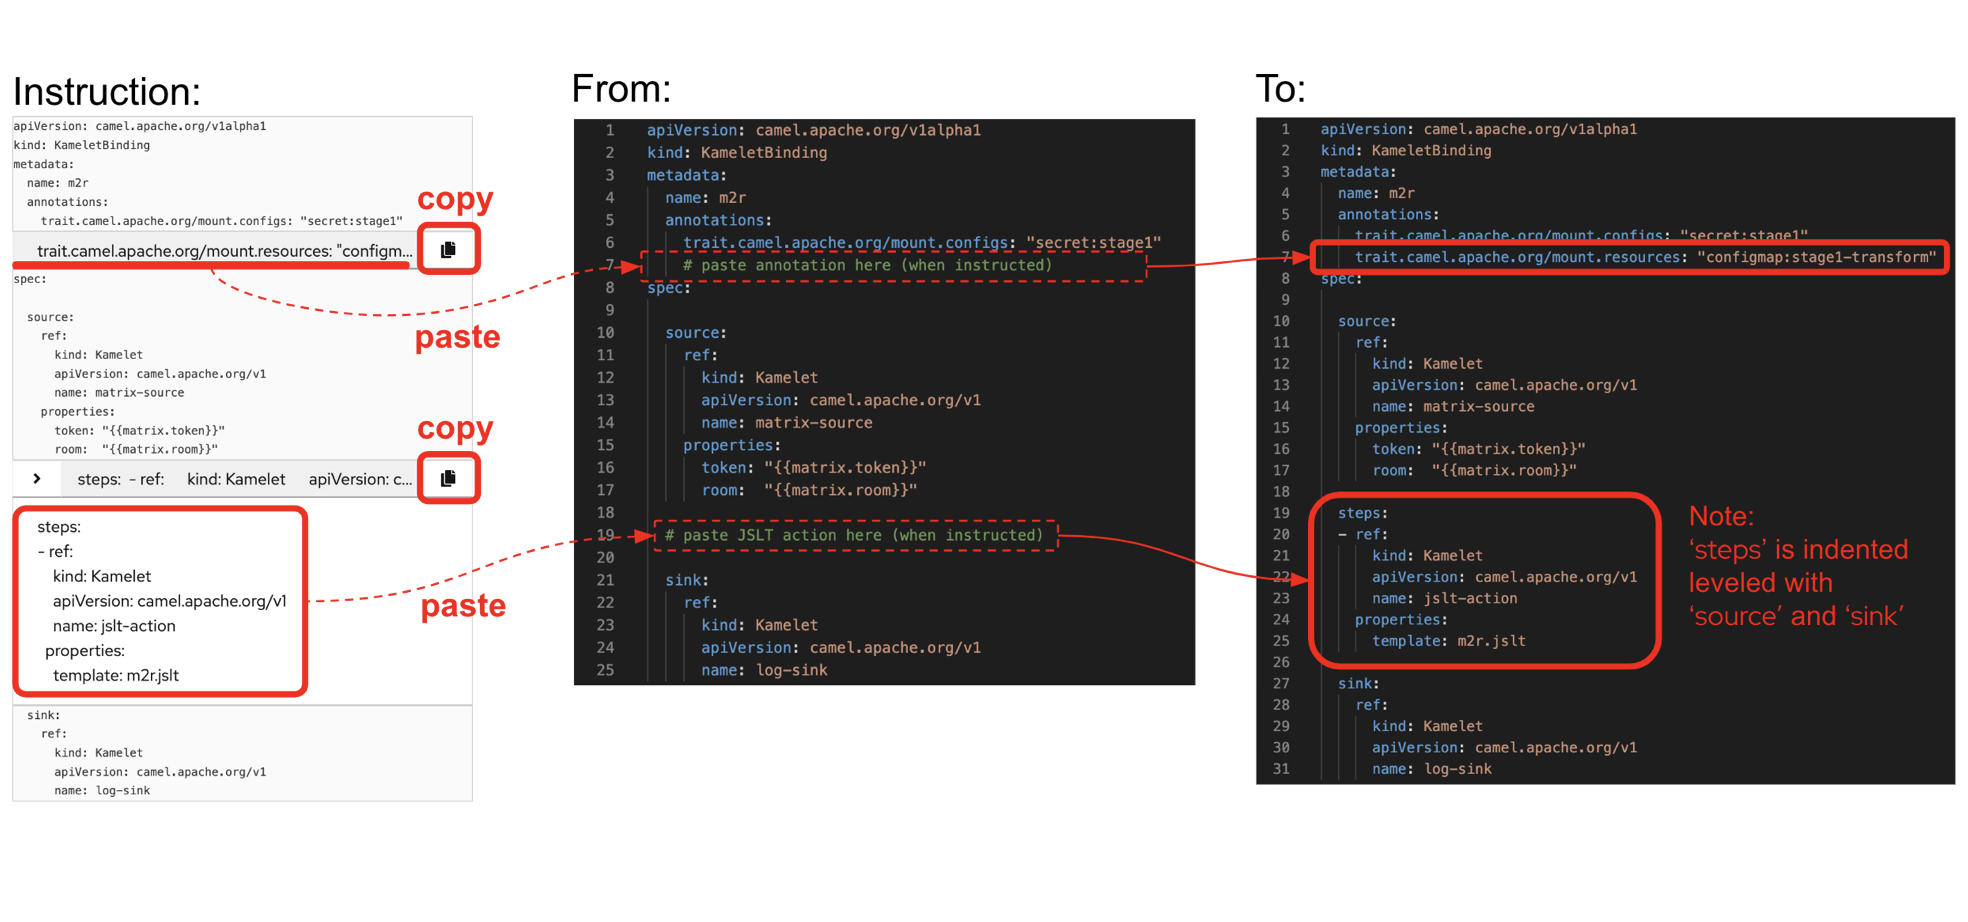 Instruction:
apiVersion: camel.apache.org/v1alpha1
kind: KameletBinding
metadata:
  name: m2r
  annotations:
    trait.camel.apache.org/mount.configs: "secret:stage1"
trait.camel.apache.org/mount.resources: "configm...
copy
paste
spec:
  source:
    ref:
      kind: Kamelet
      apiVersion: camel.apache.org/v1
      name: matrix-source
    properties:
      token: "{{matrix.token}}"
      room:  "{{matrix.room}}"
copy
steps:  - ref:     kind: Kamelet     apiVersion: c...
steps:
- ref:
    kind: Kamelet
    apiVersion: camel.apache.org/v1
    name: jslt-action
  properties:
    template: m2r.jslt
paste
  sink:
    ref:
      kind: Kamelet
      apiVersion: camel.apache.org/v1
      name: log-sink
From:
1 apiVersion: camel.apache.org/v1alpha1
2 kind: KameletBinding
3 metadata:
4   name: m2r
5   annotations:
6     trait.camel.apache.org/mount.configs: "secret:stage1"
7     # paste annotation here (when instructed)
8 spec:
9
10   source:
11     ref:
12       kind: Kamelet
13       apiVersion: camel.apache.org/v1
14       name: matrix-source
15     properties:
16       token: "{{matrix.token}}"
17       room:  "{{matrix.room}}"
18
19   # paste JSLT action here (when instructed)
20
21   sink:
22     ref:
23       kind: Kamelet
24       apiVersion: camel.apache.org/v1
25       name: log-sink
To:
1 apiVersion: camel.apache.org/v1alpha1
2 kind: KameletBinding
3 metadata:
4   name: m2r
5   annotations:
6     trait.camel.apache.org/mount.configs: "secret:stage1"
7     trait.camel.apache.org/mount.resources: "configmap:stage1-transform"
8 spec:
9
10   source:
11     ref:
12       kind: Kamelet
13       apiVersion: camel.apache.org/v1
14       name: matrix-source
15     properties:
16       token: "{{matrix.token}}"
17       room:  "{{matrix.room}}"
18
19   steps:
20   - ref:
21       kind: Kamelet
22       apiVersion: camel.apache.org/v1
23       name: jslt-action
24     properties:
25       template: m2r.jslt
26
27   sink:
28     ref:
29       kind: Kamelet
30       apiVersion: camel.apache.org/v1
31       name: log-sink
Note:
‘steps’ is indented
leveled with
‘source’ and ‘sink’